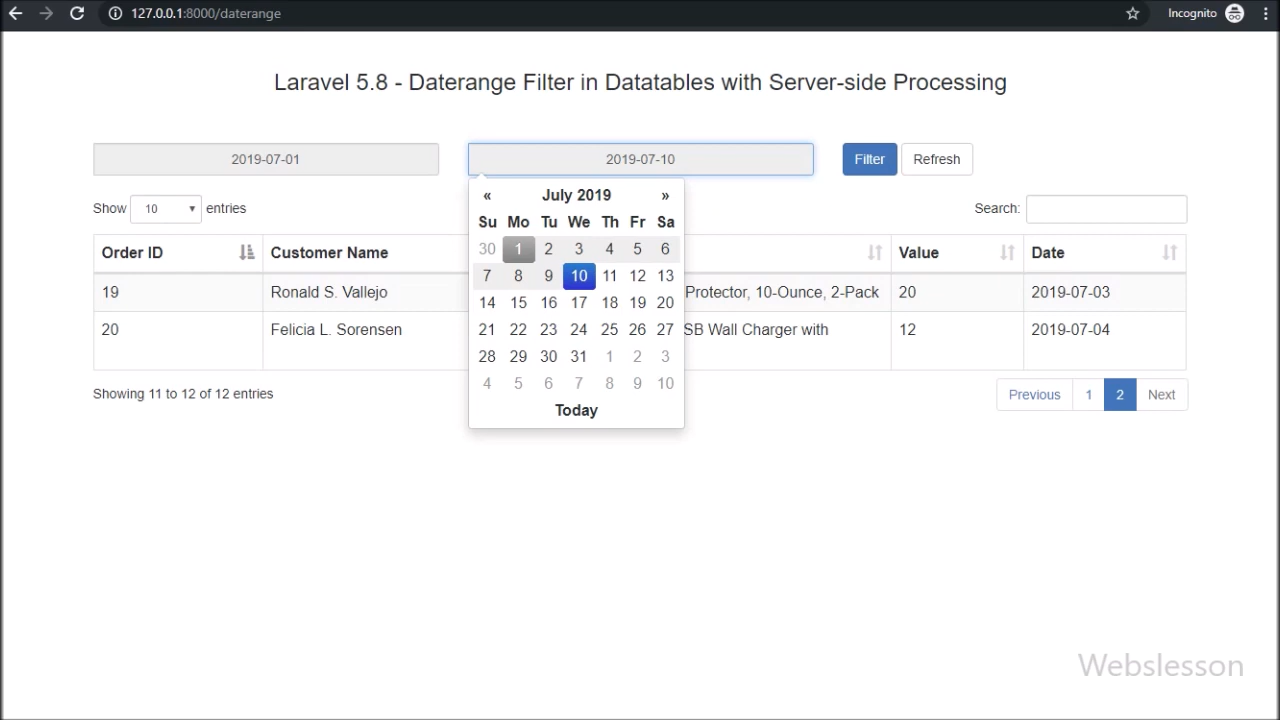 127.0.0.1:8000/daterange
Incognito
Laravel 5.8 - Daterange Filter in Datatables with Server-side Processing
2019-07-01 2019-07-10 Filter Refresh
Show 10 entries Search:
« July 2019 »
Su Mo Tu We Th Fr Sa
30 1 2 3 4 5 6
7 8 9 10 11 12 13
14 15 16 17 18 19 20
21 22 23 24 25 26 27
28 29 30 31 1 2 3
4 5 6 7 8 9 10
Today
Order ID Customer Name Value Date
19 Ronald S. Vallejo Protector, 10-Ounce, 2-Pack 20 2019-07-03
20 Felicia L. Sorensen SB Wall Charger with 12 2019-07-04
Showing 11 to 12 of 12 entries
Previous 1 2 Next
Webslesson